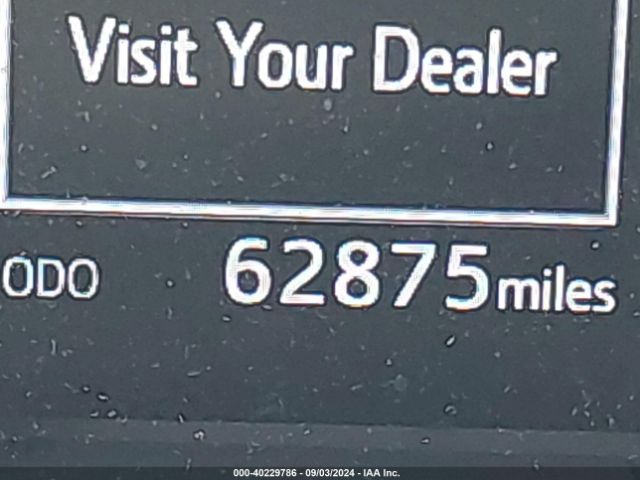 Visit Your Dealer
ODO 62875 miles
000-40229786 - 09/03/2024 - IAA Inc.